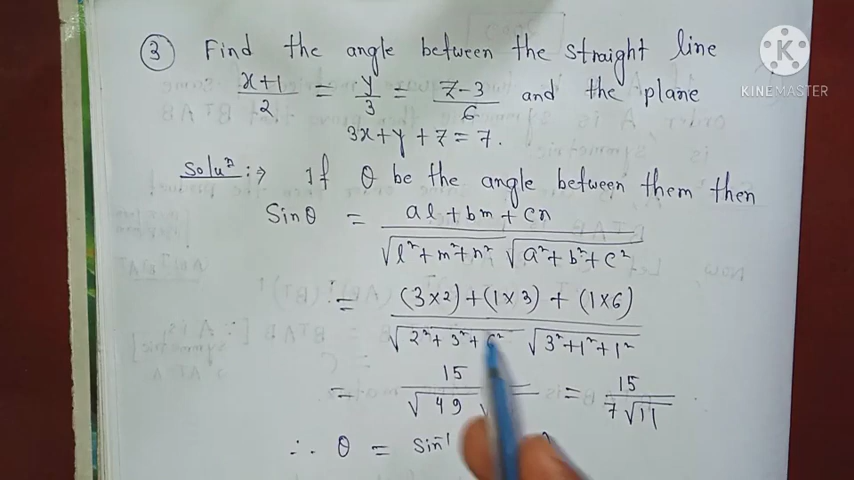 ③ Find the angle between the straight line
x+1/2 = y/3 = z-3/6 and the plane
3x+y+z=7.
Soluⁿ :⇒ If θ be the angle between them then
Sinθ = al+bm+cn / √l²+m²+n² √a²+b²+c²
= (3×2)+(1×3)+(1×6) / √2²+3²+6² √3²+1²+1²
= 15 / √49 √ = 15 / 7√11
∴ θ = sin⁻¹
KINEMASTER